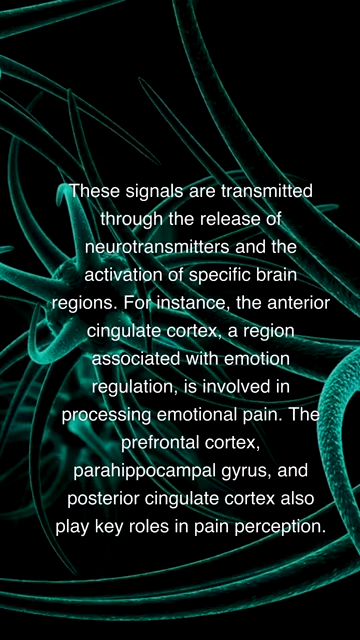 These signals are transmitted
through the release of
neurotransmitters and the
activation of specific brain
regions. For instance, the anterior
cingulate cortex, a region
associated with emotion
regulation, is involved in
processing emotional pain. The
prefrontal cortex,
parahippocampal gyrus, and
posterior cingulate cortex also
play key roles in pain perception.